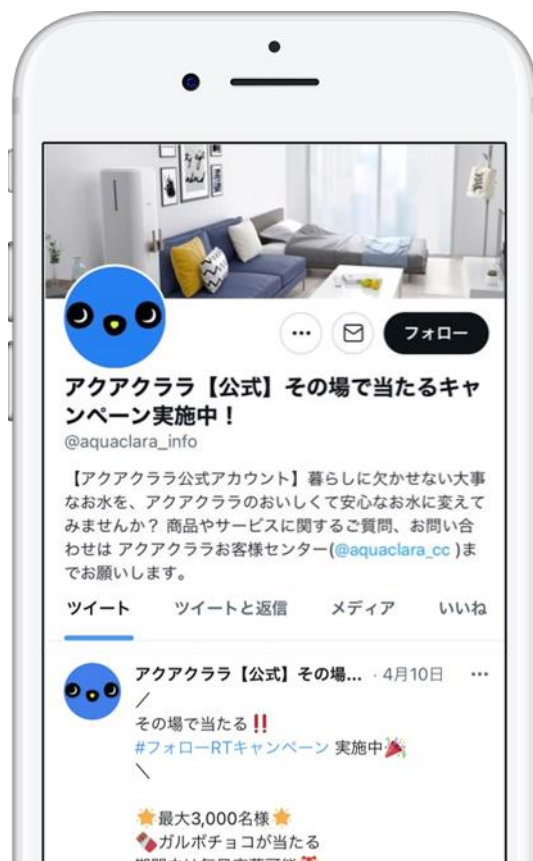 フォロー
アクアクララ【公式】その場で当たるキャ
ンペーン実施中！
@aquaclara_info
【アクアクララ公式アカウント】暮らしに欠かせない大事
なお水を、アクアクララのおいしくて安心なお水に変えて
みませんか？ 商品やサービスに関するご質問、お問い合
わせは アクアクララお客様センター(@aquaclara_cc )ま
でお願いします。
ツイート ツイートと返信 メディア いいね
アクアクララ【公式】その場... · 4月10日
／
その場で当たる‼️
#フォローRTキャンペーン 実施中🎉
＼
🌟最大3,000名様🌟
🍫ガルボチョコが当たる